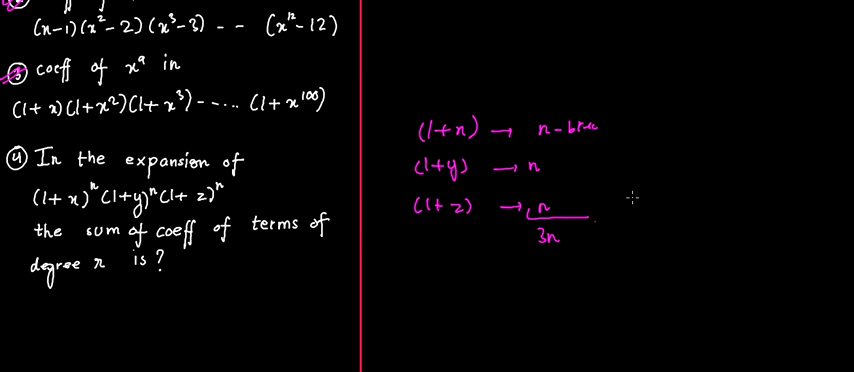 (x-1)(x²-2)(x³-3) -- (x¹²-12)
③ coeff of x⁹ in
(1+x)(1+x²)(1+x³)-.... (1+x¹⁰⁰)
④ In the expansion of
(1+x)ⁿ(1+y)ⁿ(1+z)ⁿ
the sum of coeff of terms of
degree r is?
(1+x) → n-
(1+y) → n
(1+z) → n
3n